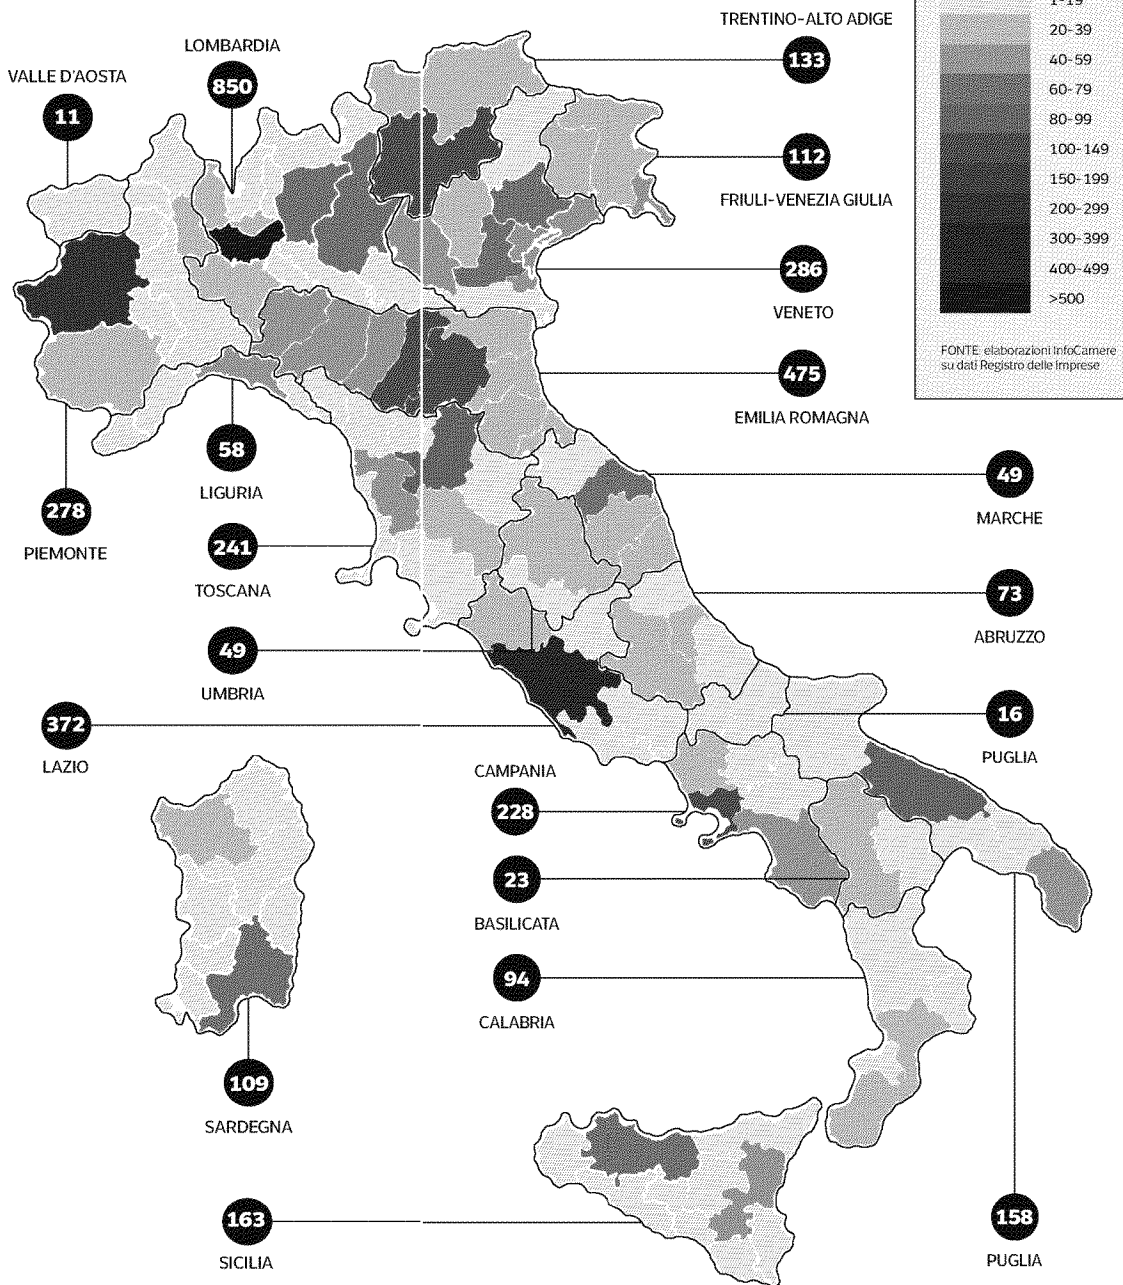 TRENTINO-ALTO ADIGE
133
LOMBARDIA
850
VALLE D'AOSTA
11
112
FRIULI-VENEZIA GIULIA
286
VENETO
475
EMILIA ROMAGNA
58
LIGURIA
278
PIEMONTE
241
TOSCANA
49
MARCHE
73
ABRUZZO
49
UMBRIA
372
LAZIO
16
PUGLIA
CAMPANIA
228
23
BASILICATA
94
CALABRIA
109
SARDEGNA
163
SICILIA
158
PUGLIA
1-19
20-39
40-59
60-79
80-99
100-149
150-199
200-299
300-399
400-499
>500
FONTE: elaborazioni InfoCamere
su dati Registro delle Imprese